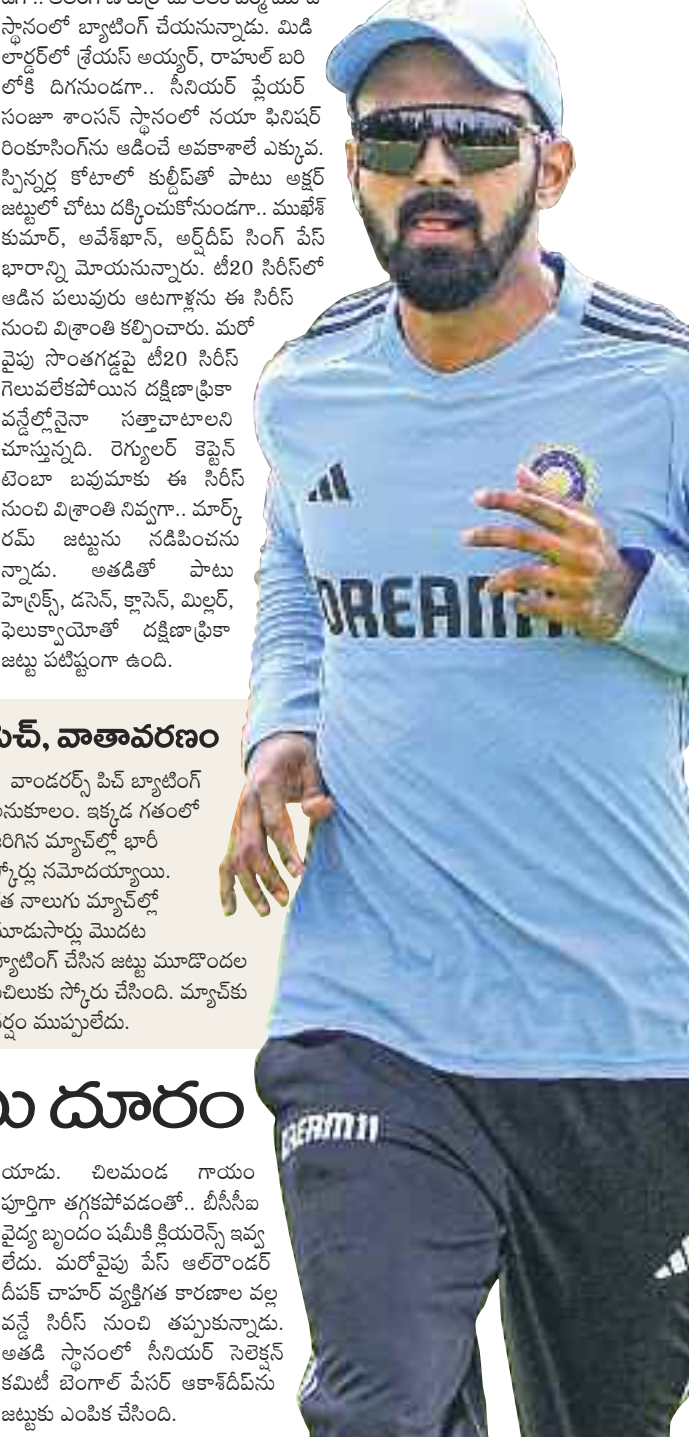 స్థానంలో బ్యాటింగ్ చేయనున్నాడు. మిడి
లార్డర్‌లో శ్రేయస్ అయ్యర్, రాహుల్ బరి
లోకి దిగనుండగా.. సీనియర్ ప్లేయర్
సంజూ శాంసన్ స్థానంలో నయా ఫినిషర్
రింకూసింగ్‌ను ఆడించే అవకాశాలే ఎక్కువ.
స్పిన్నర్ల కోటాలో కుల్దీప్‌తో పాటు అక్షర్
జట్టులో చోటు దక్కించుకోనుండగా.. ముఖేశ్
కుమార్, అవేశ్‌ఖాన్, అర్ష్‌దీప్ సింగ్ పేస్
భారాన్ని మోయనున్నారు. టీ20 సిరీస్‌లో
ఆడిన పలువురు ఆటగాళ్లను ఈ సిరీస్
నుంచి విశ్రాంతి కల్పించారు. మరో
వైపు సొంతగడ్డపై టీ20 సిరీస్
గెలువలేకపోయిన దక్షిణాఫ్రికా
వన్డేల్లోనైనా సత్తాచాటాలని
చూస్తున్నది. రెగ్యులర్ కెప్టెన్
టెంబా బవుమాకు ఈ సిరీస్
నుంచి విశ్రాంతి నివ్వగా.. మార్క్
రమ్ జట్టును నడిపించను
న్నాడు. అతడితో పాటు
హెన్రిక్స్, డసెన్, క్లాసెన్, మిల్లర్,
ఫెలుక్వాయోతో దక్షిణాఫ్రికా
జట్టు పటిష్టంగా ఉంది.
పిచ్, వాతావరణం
వాండరర్స్ పిచ్ బ్యాటింగ్
నుకూలం. ఇక్కడ గతంలో
రిగిన మ్యాచ్‌ల్లో భారీ
స్కోర్లు నమోదయ్యాయి.
త నాలుగు మ్యాచ్‌ల్లో
మూడుసార్లు మొదట
బ్యాటింగ్ చేసిన జట్టు మూడొందల
చిలుకు స్కోరు చేసింది. మ్యాచ్‌కు
వర్షం ముప్పులేదు.
దూరం
యాడు. చిలమండ గాయం
పూర్తిగా తగ్గకపోవడంతో.. బీసీసీఐ
వైద్య బృందం షమీకి క్లియరెన్స్ ఇవ్వ
లేదు. మరోవైపు పేస్ ఆల్‌రౌండర్
దీపక్ చాహర్ వ్యక్తిగత కారణాల వల్ల
వన్డే సిరీస్ నుంచి తప్పుకున్నాడు.
అతడి స్థానంలో సీనియర్ సెలెక్షన్
కమిటీ బెంగాల్ పేసర్ ఆకాశ్‌దీప్‌ను
జట్టుకు ఎంపిక చేసింది.
DREAM
DREAM11